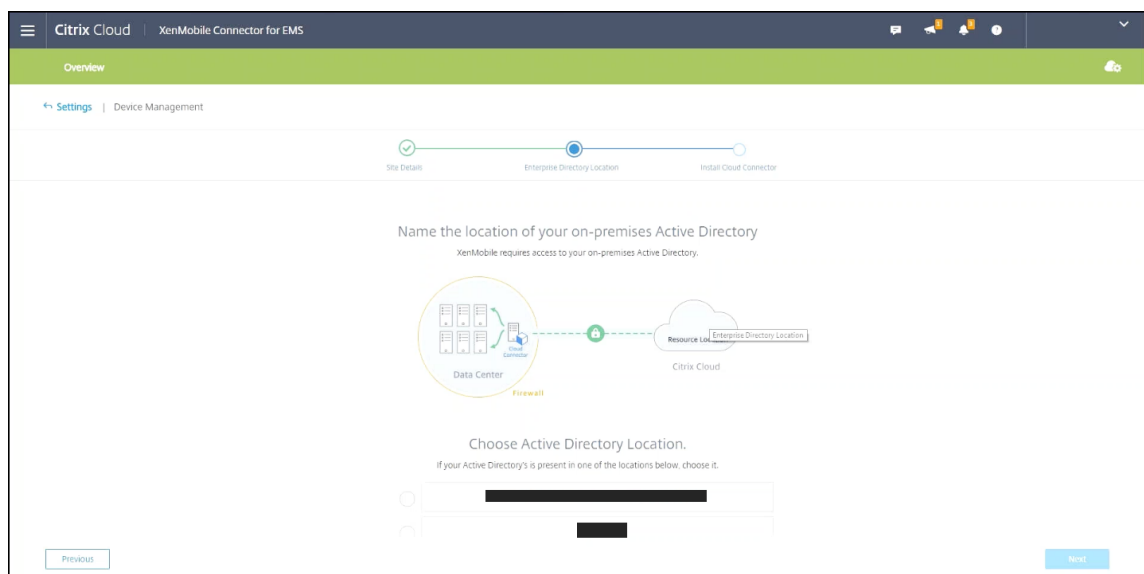 Citrix Cloud | XenMobile Connector for EMS
Overview
Settings | Device Management
Site Details
Enterprise Directory Location
Install Cloud Connector
Name the location of your on-premises Active Directory
XenMobile requires access to your on-premises Active Directory.
Cloud
Connector
Data Center
Firewall
Resource
Enterprise Directory Location
Citrix Cloud
Choose Active Directory Location.
If your Active Directory's is present in one of the locations below, choose it.
Previous
Next